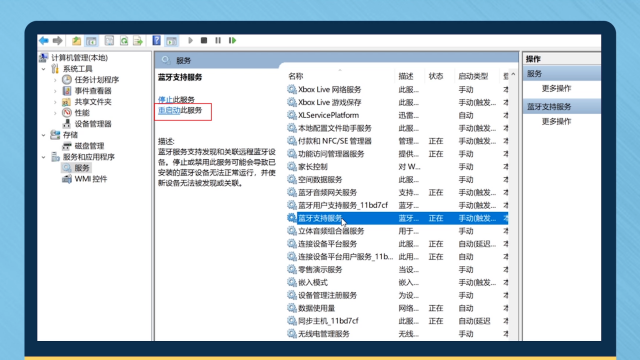 计算机管理(本地)
系统工具
任务计划程序
事件查看器
共享文件夹
性能
设备管理器
存储
磁盘管理
服务和应用程序
服务
WMI 控件
服务
蓝牙支持服务
停止此服务
重启动此服务
描述:
蓝牙服务支持发现和关联远程蓝牙设
备。停止或禁用此服务可能会导致已
安装的蓝牙设备无法正常运行，并使
新设备无法被发现或关联。
名称 描述 状态 启动类型
Xbox Live 网络服务 此服... 手动
Xbox Live 游戏保存 此服... 手动(触发...
XLServicePlatform 迅雷... 自动
本地配置文件助手服务 此服... 手动
付款和 NFC/SE 管理器 管理... 正在 手动(触发...
功能访问管理器服务 提供... 正在 手动
家长控制 对 W... 手动
空间数据服务 此服... 手动
蓝牙音频网关服务 支持... 正在 手动(触发...
蓝牙用户支持服务_11bd7cf 蓝牙... 手动(触发...
蓝牙支持服务 蓝牙... 正在 手动(触发...
立体音频组合器服务 用于... 手动
连接设备平台服务 此服... 正在 自动(延迟...
连接设备平台用户服务_11b... 此用... 正在 自动
零售演示服务 当设... 手动
嵌入模式 嵌入... 手动(触发...
设备管理注册服务 为设... 手动
数据使用量 网络... 正在 自动
同步主机_11bd7cf 此服... 正在 自动(延迟
无线电管理服务 无线... 手动
操作
服务
更多操作
蓝牙支持服务
更多操作